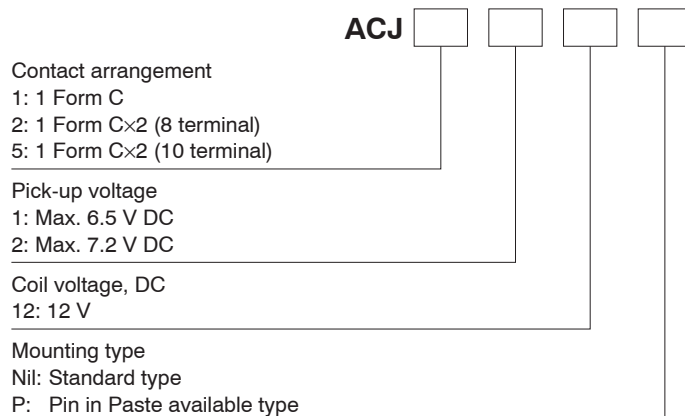 ACJ
Contact arrangement
1: 1 Form C
2: 1 Form C×2 (8 terminal)
5: 1 Form C×2 (10 terminal)
Pick-up voltage
1: Max. 6.5 V DC
2: Max. 7.2 V DC
Coil voltage, DC
12: 12 V
Mounting type
Nil: Standard type
P: Pin in Paste available type